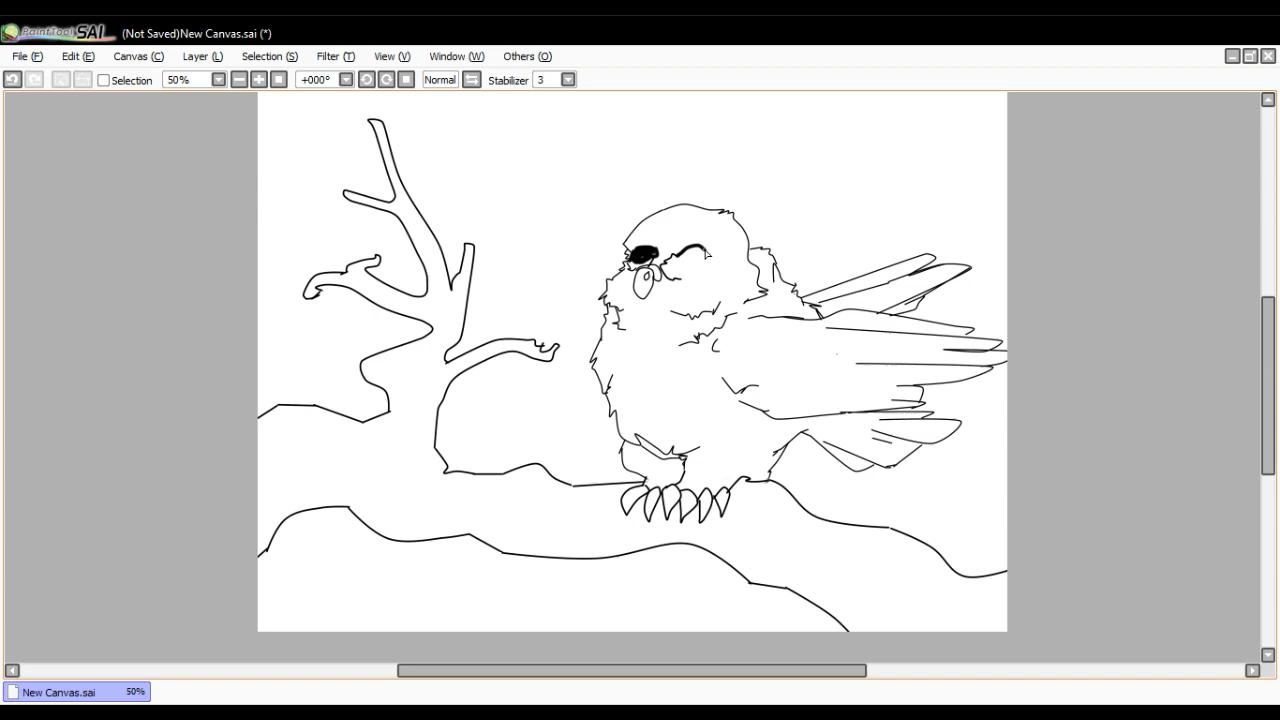 PaintTool SAI (Not Saved)New Canvas.sai (*)
File (F) Edit (E) Canvas (C) Layer (L) Selection (S) Filter (T) View (V) Window (W) Others (O)
Selection 50% +000° Normal Stabilizer 3
New Canvas.sai 50%